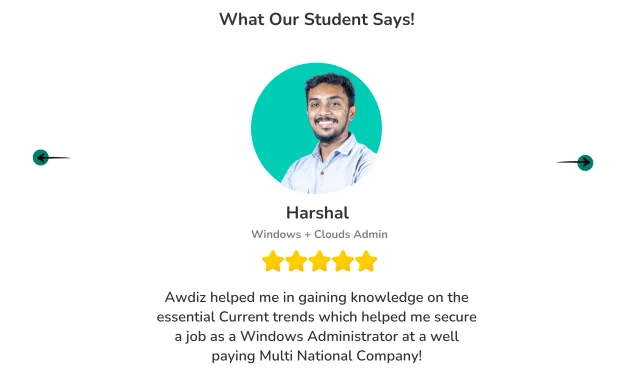 What Our Student Says!
Harshal
Windows + Clouds Admin
Awdiz helped me in gaining knowledge on the
essential Current trends which helped me secure
a job as a Windows Administrator at a well
paying Multi National Company!